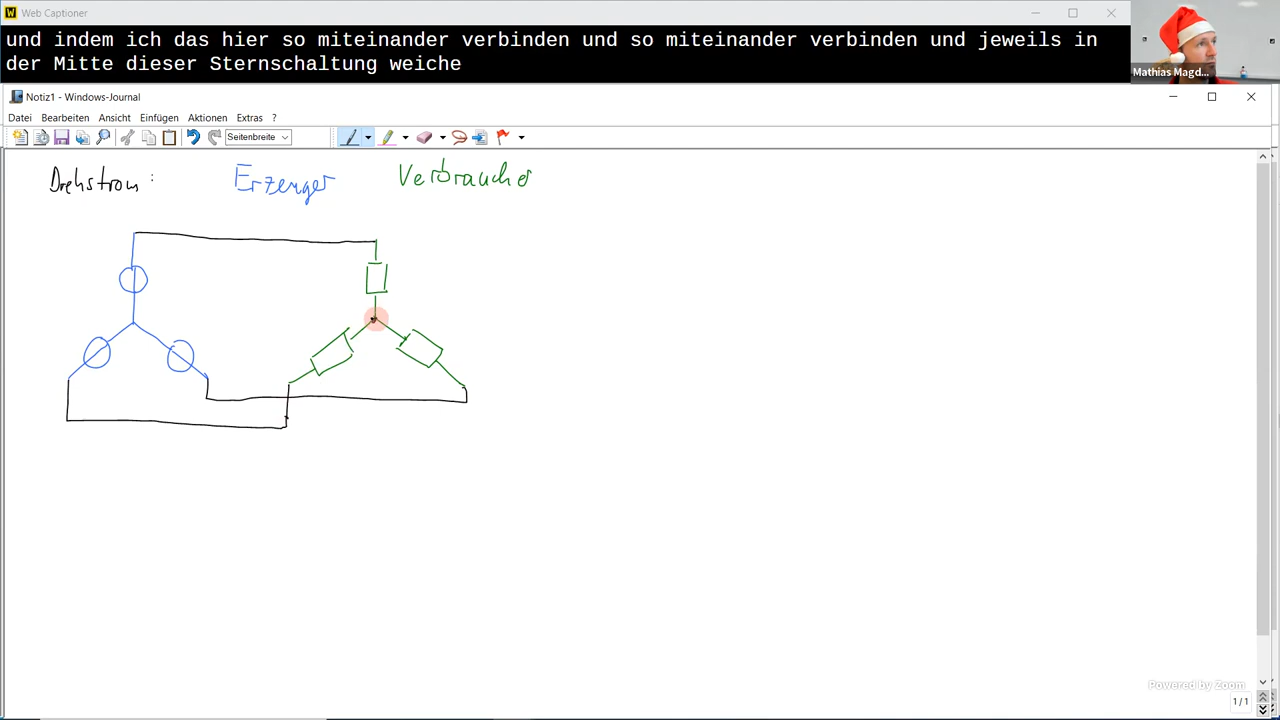 Web Captioner
und indem ich das hier so miteinander verbinden und so miteinander verbinden und jeweils in
der Mitte dieser Sternschaltung weiche
Mathias Magd...
Notiz1 - Windows-Journal
Datei Bearbeiten Ansicht Einfügen Aktionen Extras ?
Seitenbreite
Drehstrom: Erzeuger Verbraucher
Powered by Zoom
1/1